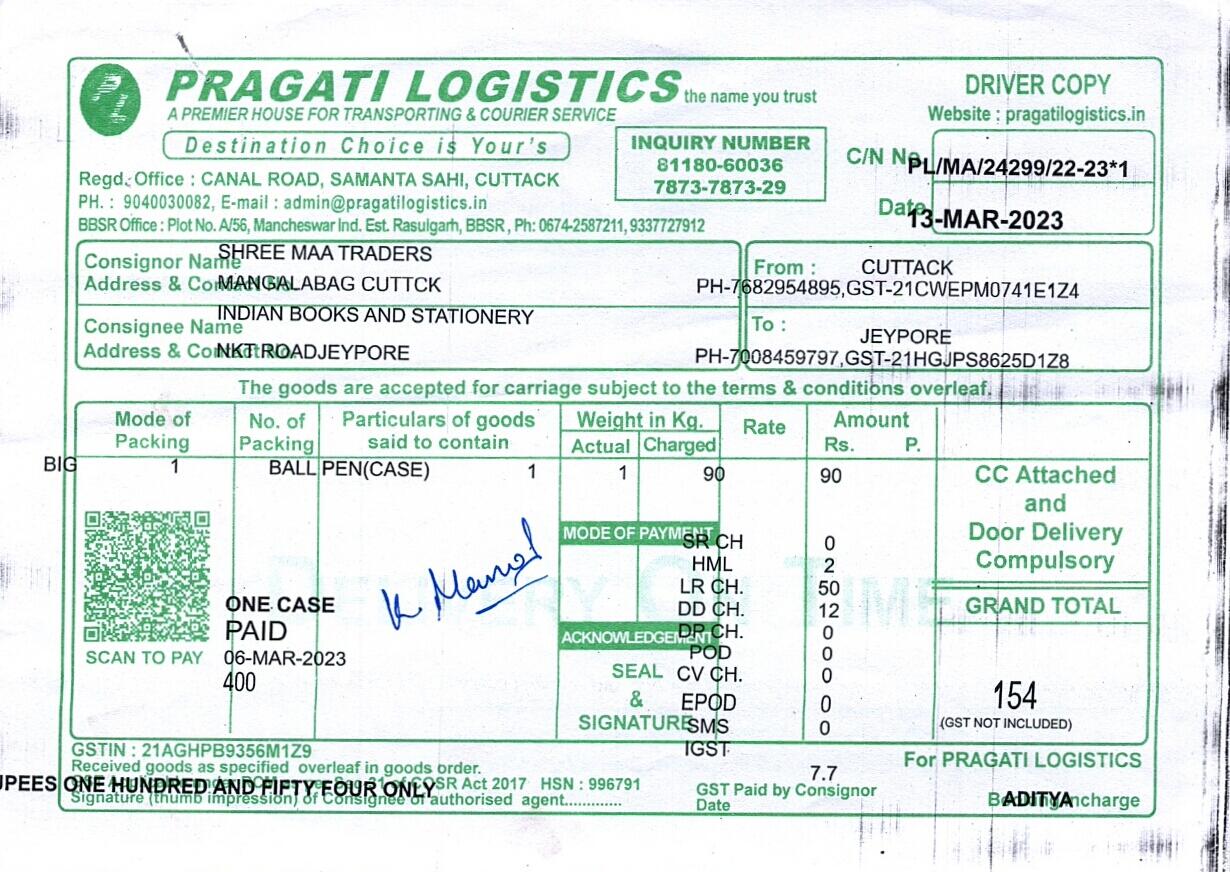 PRAGATI LOGISTICS the name you trust
A PREMIER HOUSE FOR TRANSPORTING & COURIER SERVICE
Destination Choice is Your's
DRIVER COPY
Website : pragatilogistics.in
INQUIRY NUMBER
81180-60036
7873-7873-29
C/N No. PL/MA/24299/22-23*1
Date 13-MAR-2023
Regd. Office : CANAL ROAD, SAMANTA SAHI, CUTTACK
PH. : 9040030082, E-mail : admin@pragatilogistics.in
BBSR Office : Plot No. A/56, Mancheswar Ind. Est. Rasulgarh, BBSR, Ph: 0674-2587211, 9337727912
Consignor Name SHREE MAA TRADERS
Address & Contact No. MANGALABAG CUTTCK
From : CUTTACK
PH-7682954895,GST-21CWEPM0741E1Z4
Consignee Name INDIAN BOOKS AND STATIONERY
Address & Contact No. NKT ROADJEYPORE
To : JEYPORE
PH-7008459797,GST-21HGJPS8625D1Z8
The goods are accepted for carriage subject to the terms & conditions overleaf.
Mode of Packing No. of Packing Particulars of goods said to contain Weight in Kg. Actual Charged Rate Amount Rs. P.
BIG 1 BALL PEN(CASE) 1 1 90 90
CC Attached
and
Door Delivery
Compulsory
MODE OF PAYMENT
SR CH 0
HML 2
LR CH. 50
DD CH. 12
DP CH. 0
POD 0
CV CH. 0
EPOD 0
SMS 0
IGST 7.7
DELIVERY ON TIME
ACKNOWLEDGEMENT
SEAL
&
SIGNATURE
GRAND TOTAL
154
(GST NOT INCLUDED)
SCAN TO PAY
ONE CASE
PAID
06-MAR-2023
400
GSTIN : 21AGHPB9356M1Z9
Received goods as specified overleaf in goods order.
HSN : 996791
RUPEES ONE HUNDRED AND FIFTY FOUR ONLY
Signature (thumb impression) of Consignee of authorised agent.............
GST Paid by Consignor
Date
For PRAGATI LOGISTICS
Booking Incharge ADITYA